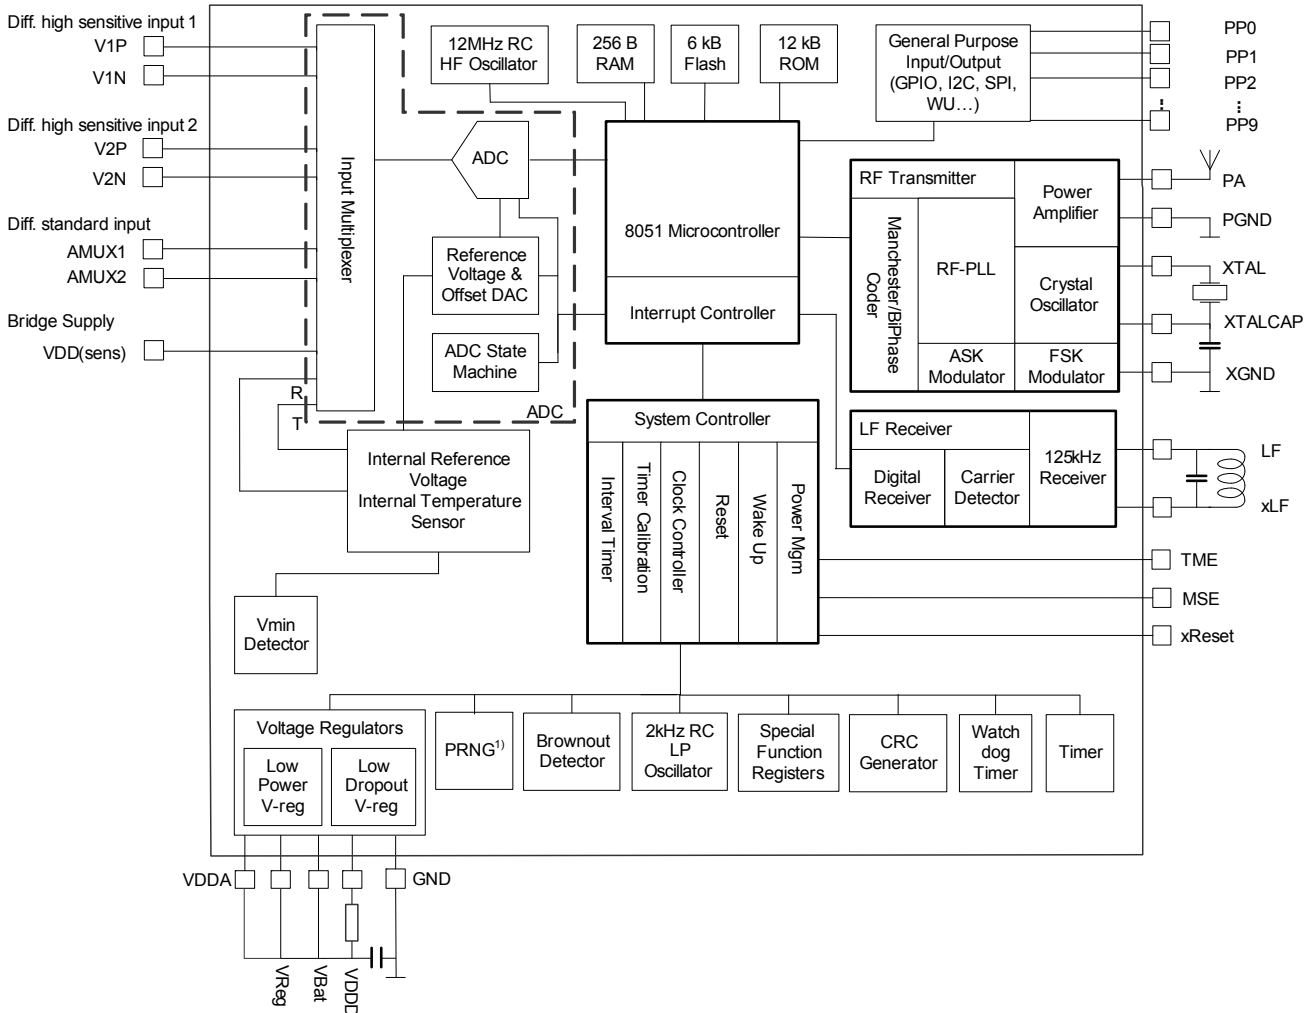 Diff. high sensitive input 1
V1P
V1N
Diff. high sensitive input 2
V2P
V2N
Diff. standard input
AMUX1
AMUX2
Bridge Supply
VDD(sens)
Input Multiplexer
R
T
ADC
ADC
Reference
Voltage &
Offset DAC
ADC State
Machine
12MHz RC
HF Oscillator
256 B
RAM
6 kB
Flash
12 kB
ROM
General Purpose
Input/Output
(GPIO, I2C, SPI,
WU…)
PP0
PP1
PP2
PP9
8051 Microcontroller
Interrupt Controller
RF Transmitter
Manchester/BiPhase
Coder
RF-PLL
Power
Amplifier
Crystal
Oscillator
ASK
Modulator
FSK
Modulator
PA
PGND
XTAL
XTALCAP
XGND
LF Receiver
Digital
Receiver
Carrier
Detector
125kHz
Receiver
LF
xLF
Internal Reference
Voltage
Internal Temperature
Sensor
Vmin
Detector
System Controller
Interval Timer
Timer Calibration
Clock Controller
Reset
Wake Up
Power Mgm
TME
MSE
xReset
Voltage Regulators
Low
Power
V-reg
Low
Dropout
V-reg
PRNG1)
Brownout
Detector
2kHz RC
LP
Oscillator
Special
Function
Registers
CRC
Generator
Watch
dog
Timer
Timer
VDDA
GND
VReg
VBat
VDDD